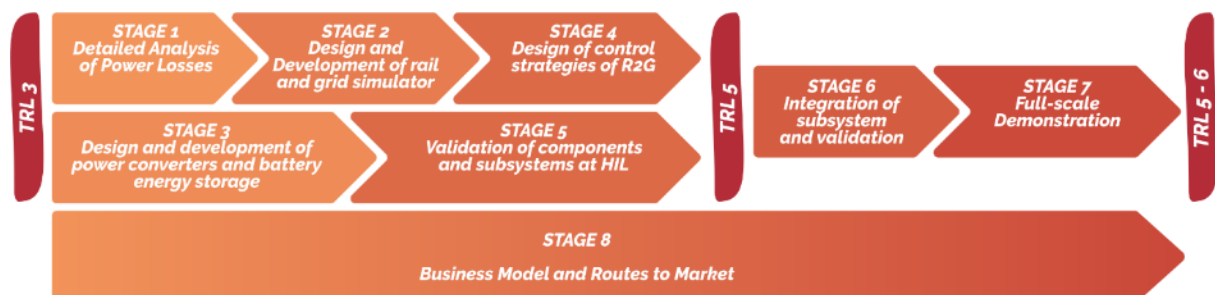 TRL 3
STAGE 1
Detailed Analysis
of Power Losses
STAGE 2
Design and
Development of rail
and grid simulator
STAGE 4
Design of control
strategies of R2G
STAGE 3
Design and development of
power converters and battery
energy storage
STAGE 5
Validation of components
and subsystems at HIL
TRL 5
STAGE 6
Integration of
subsystem
and validation
STAGE 7
Full-scale
Demonstration
TRL 5 - 6
STAGE 8
Business Model and Routes to Market